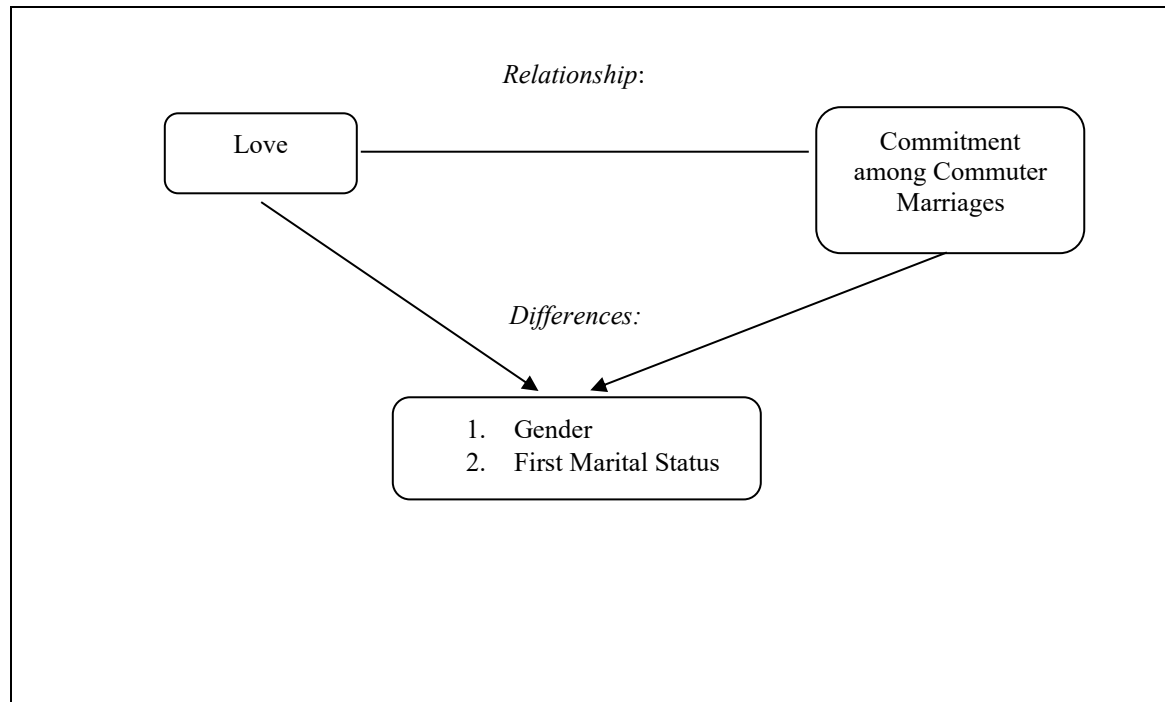 Relationship:
Love
Commitment
among Commuter
Marriages
Differences:
1. Gender
2. First Marital Status